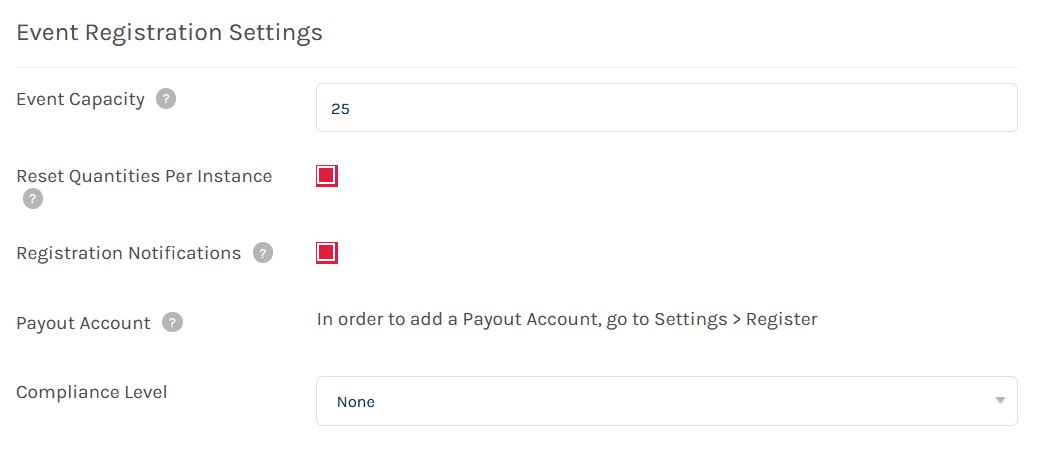 Event Registration Settings
Event Capacity ?
25
Reset Quantities Per Instance
?
Registration Notifications ?
Payout Account ?
In order to add a Payout Account, go to Settings > Register
Compliance Level
None